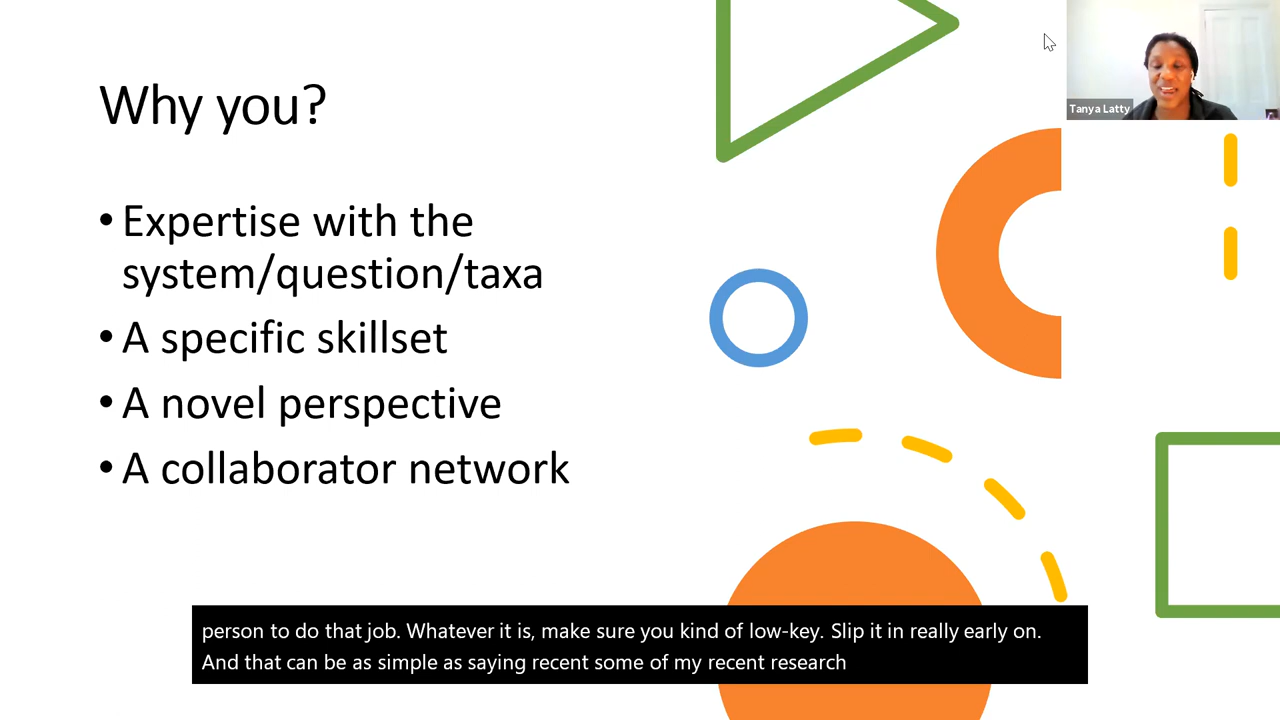 Why you?
• Expertise with the
system/question/taxa
• A specific skillset
• A novel perspective
• A collaborator network
Tanya Latty
person to do that job. Whatever it is, make sure you kind of low-key. Slip it in really early on.
And that can be as simple as saying recent some of my recent research